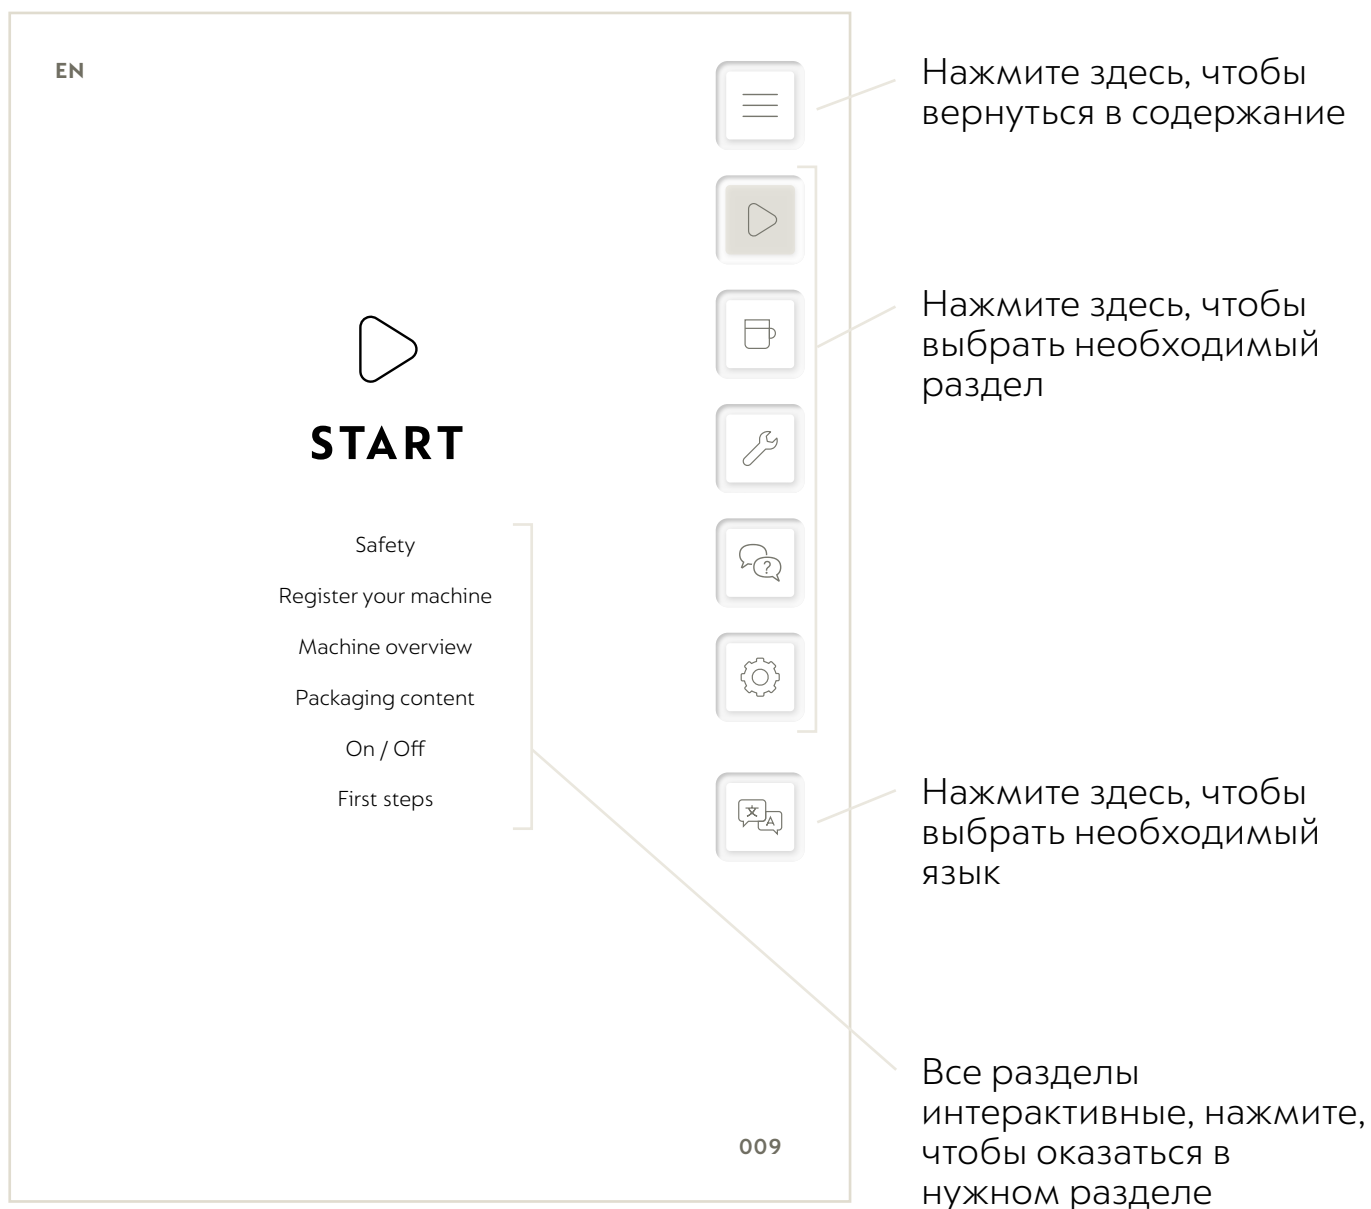 EN
START
Safety
Register your machine
Machine overview
Packaging content
On / Off
First steps
?
文
A
009
Нажмите здесь, чтобы
вернуться в содержание
Нажмите здесь, чтобы
выбрать необходимый
раздел
Нажмите здесь, чтобы
выбрать необходимый
язык
Все разделы
интерактивные, нажмите,
чтобы оказаться в
нужном разделе